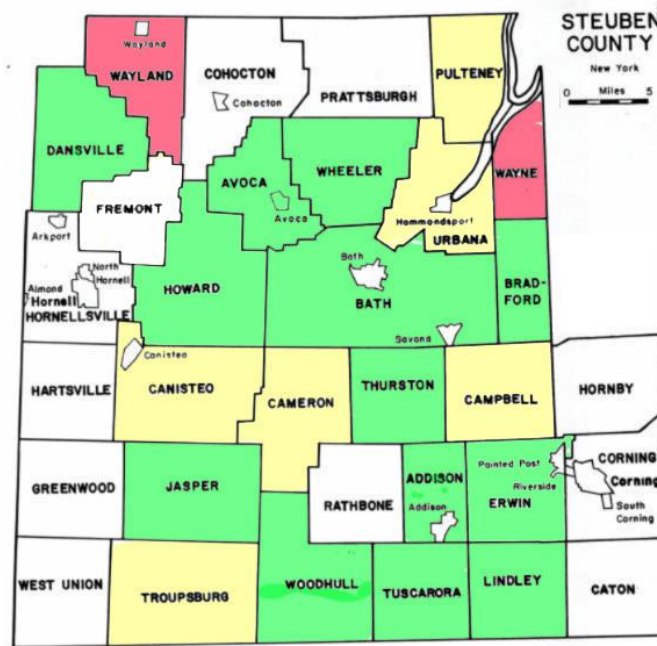 STEUBEN
COUNTY
New York
0 Miles 5
Wayland
WAYLAND
COHOCTON
Cohocton
PRATTSBURGH
PULTENEY
DANSVILLE
AVOCA
Avoca
WHEELER
WAYNE
FREMONT
Hammondsport
URBANA
Arkport
North
Hornell
Almond
Hornell
HORNELLSVILLE
HOWARD
Bath
BATH
BRAD-
FORD
Savona
Canisteo
HARTSVILLE
CANISTEO
CAMERON
THURSTON
CAMPBELL
HORNBY
GREENWOOD
JASPER
RATHBONE
ADDISON
Addison
Painted Post
Riverside
ERWIN
CORNING
Corning
South
Corning
WEST UNION
TROUPSBURG
WOODHULL
TUSCARORA
LINDLEY
CATON